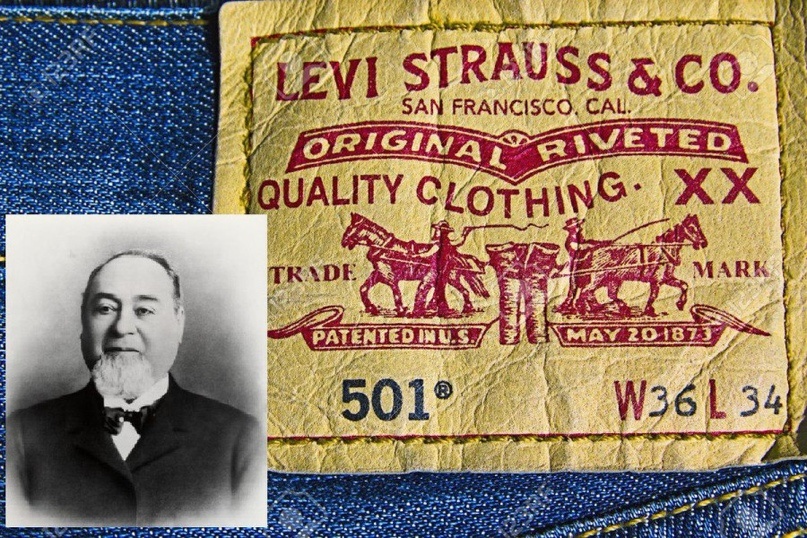 LEVI STRAUSS & CO.
SAN FRANCISCO, CAL.
ORIGINAL RIVETED
QUALITY CLOTHING. XX
TRADE MARK
PATENTED IN U.S. MAY 20 1873
501® W36 L 34